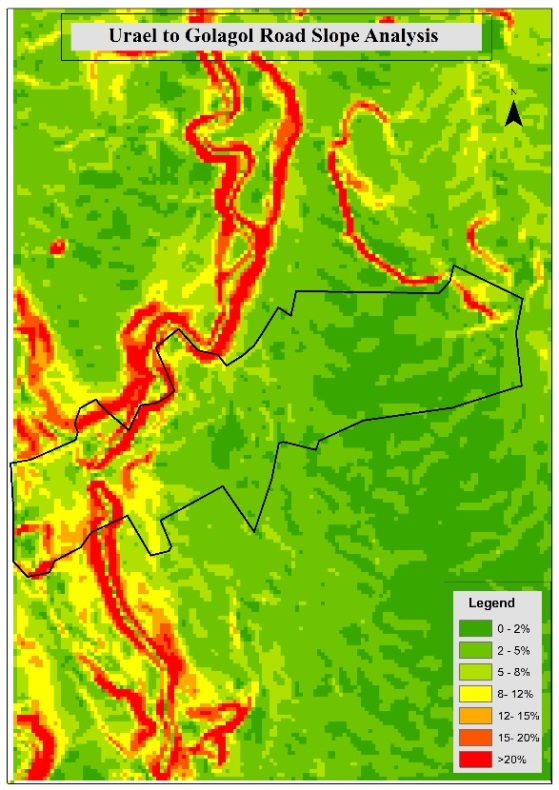 Urael to Golagol Road Slope Analysis
N
Legend
0 - 2%
2 - 5%
5 - 8%
8- 12%
12- 15%
15- 20%
>20%